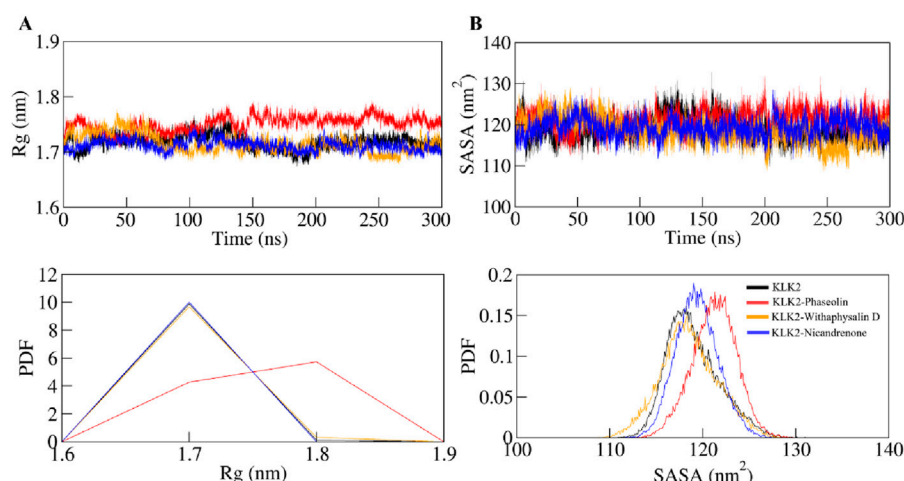 A
1.9
1.8
1.7
1.6
Rg (nm)
0 50 100 150 200 250 300
Time (ns)
B
140
130
120
110
100
SASA (nm²)
0 50 100 150 200 250 300
Time (ns)
12
10
8
6
4
2
0
PDF
1.6 1.7 1.8 1.9
Rg (nm)
0.2
0.15
0.1
0.05
0
PDF
KLK2
KLK2-Phaseolin
KLK2-Withaphysalin D
KLK2-Nicandrenone
100 110 120 130 140
SASA (nm²)